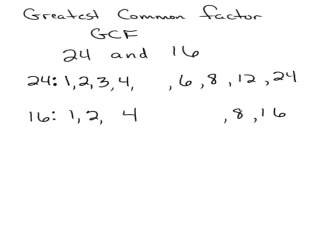 Greatest Common factor
GCF
24 and 16
24: 1, 2, 3, 4, , 6, 8, 12, 24
16: 1, 2, 4 , 8, 16